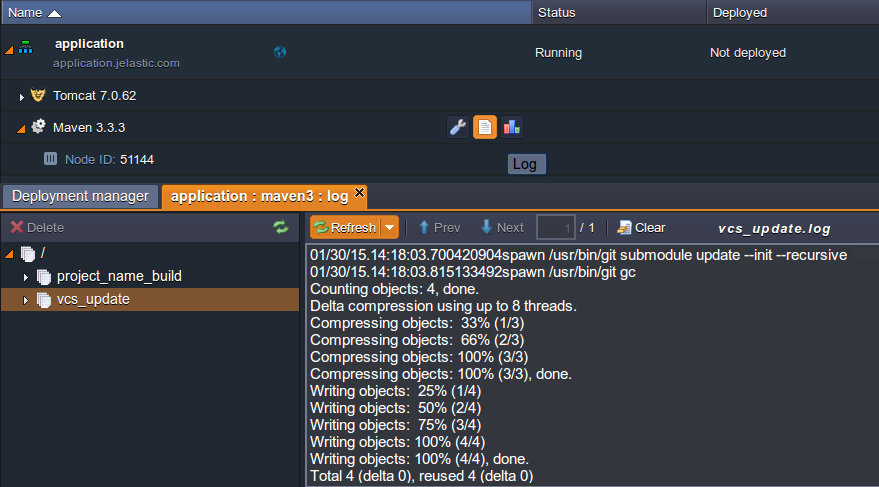 Name Status Deployed
application
application.jelastic.com
Running Not deployed
Tomcat 7.0.62
Maven 3.3.3
Node ID: 51144
Log
Deployment manager application : maven3 : log
Delete
Refresh Prev Next 1 / 1 Clear vcs_update.log
/
project_name_build
vcs_update
01/30/15.14:18:03.700420904spawn /usr/bin/git submodule update --init --recursive
01/30/15.14:18:03.815133492spawn /usr/bin/git gc
Counting objects: 4, done.
Delta compression using up to 8 threads.
Compressing objects:  33% (1/3)
Compressing objects:  66% (2/3)
Compressing objects: 100% (3/3)
Compressing objects: 100% (3/3), done.
Writing objects:  25% (1/4)
Writing objects:  50% (2/4)
Writing objects:  75% (3/4)
Writing objects: 100% (4/4)
Writing objects: 100% (4/4), done.
Total 4 (delta 0), reused 4 (delta 0)